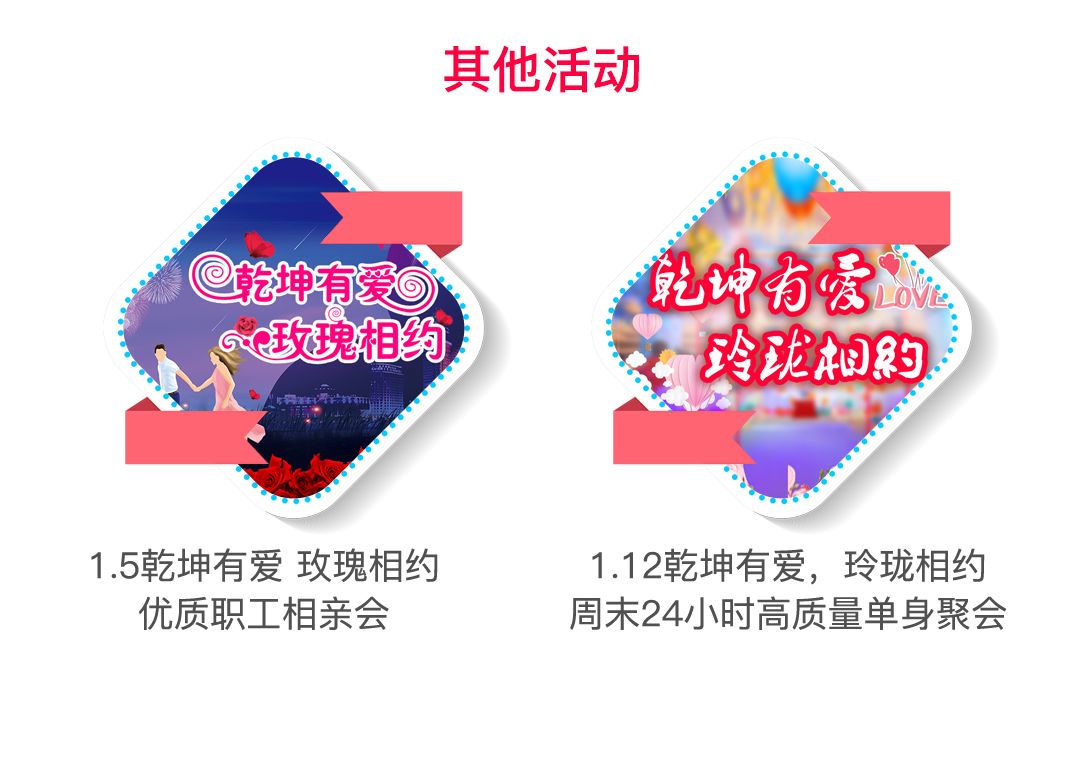 其他活动
乾坤有爱
玫瑰相约
乾坤有爱
LOVE
玲珑相約
1.5乾坤有爱 玫瑰相约
优质职工相亲会
1.12乾坤有爱，玲珑相约
周末24小时高质量单身聚会